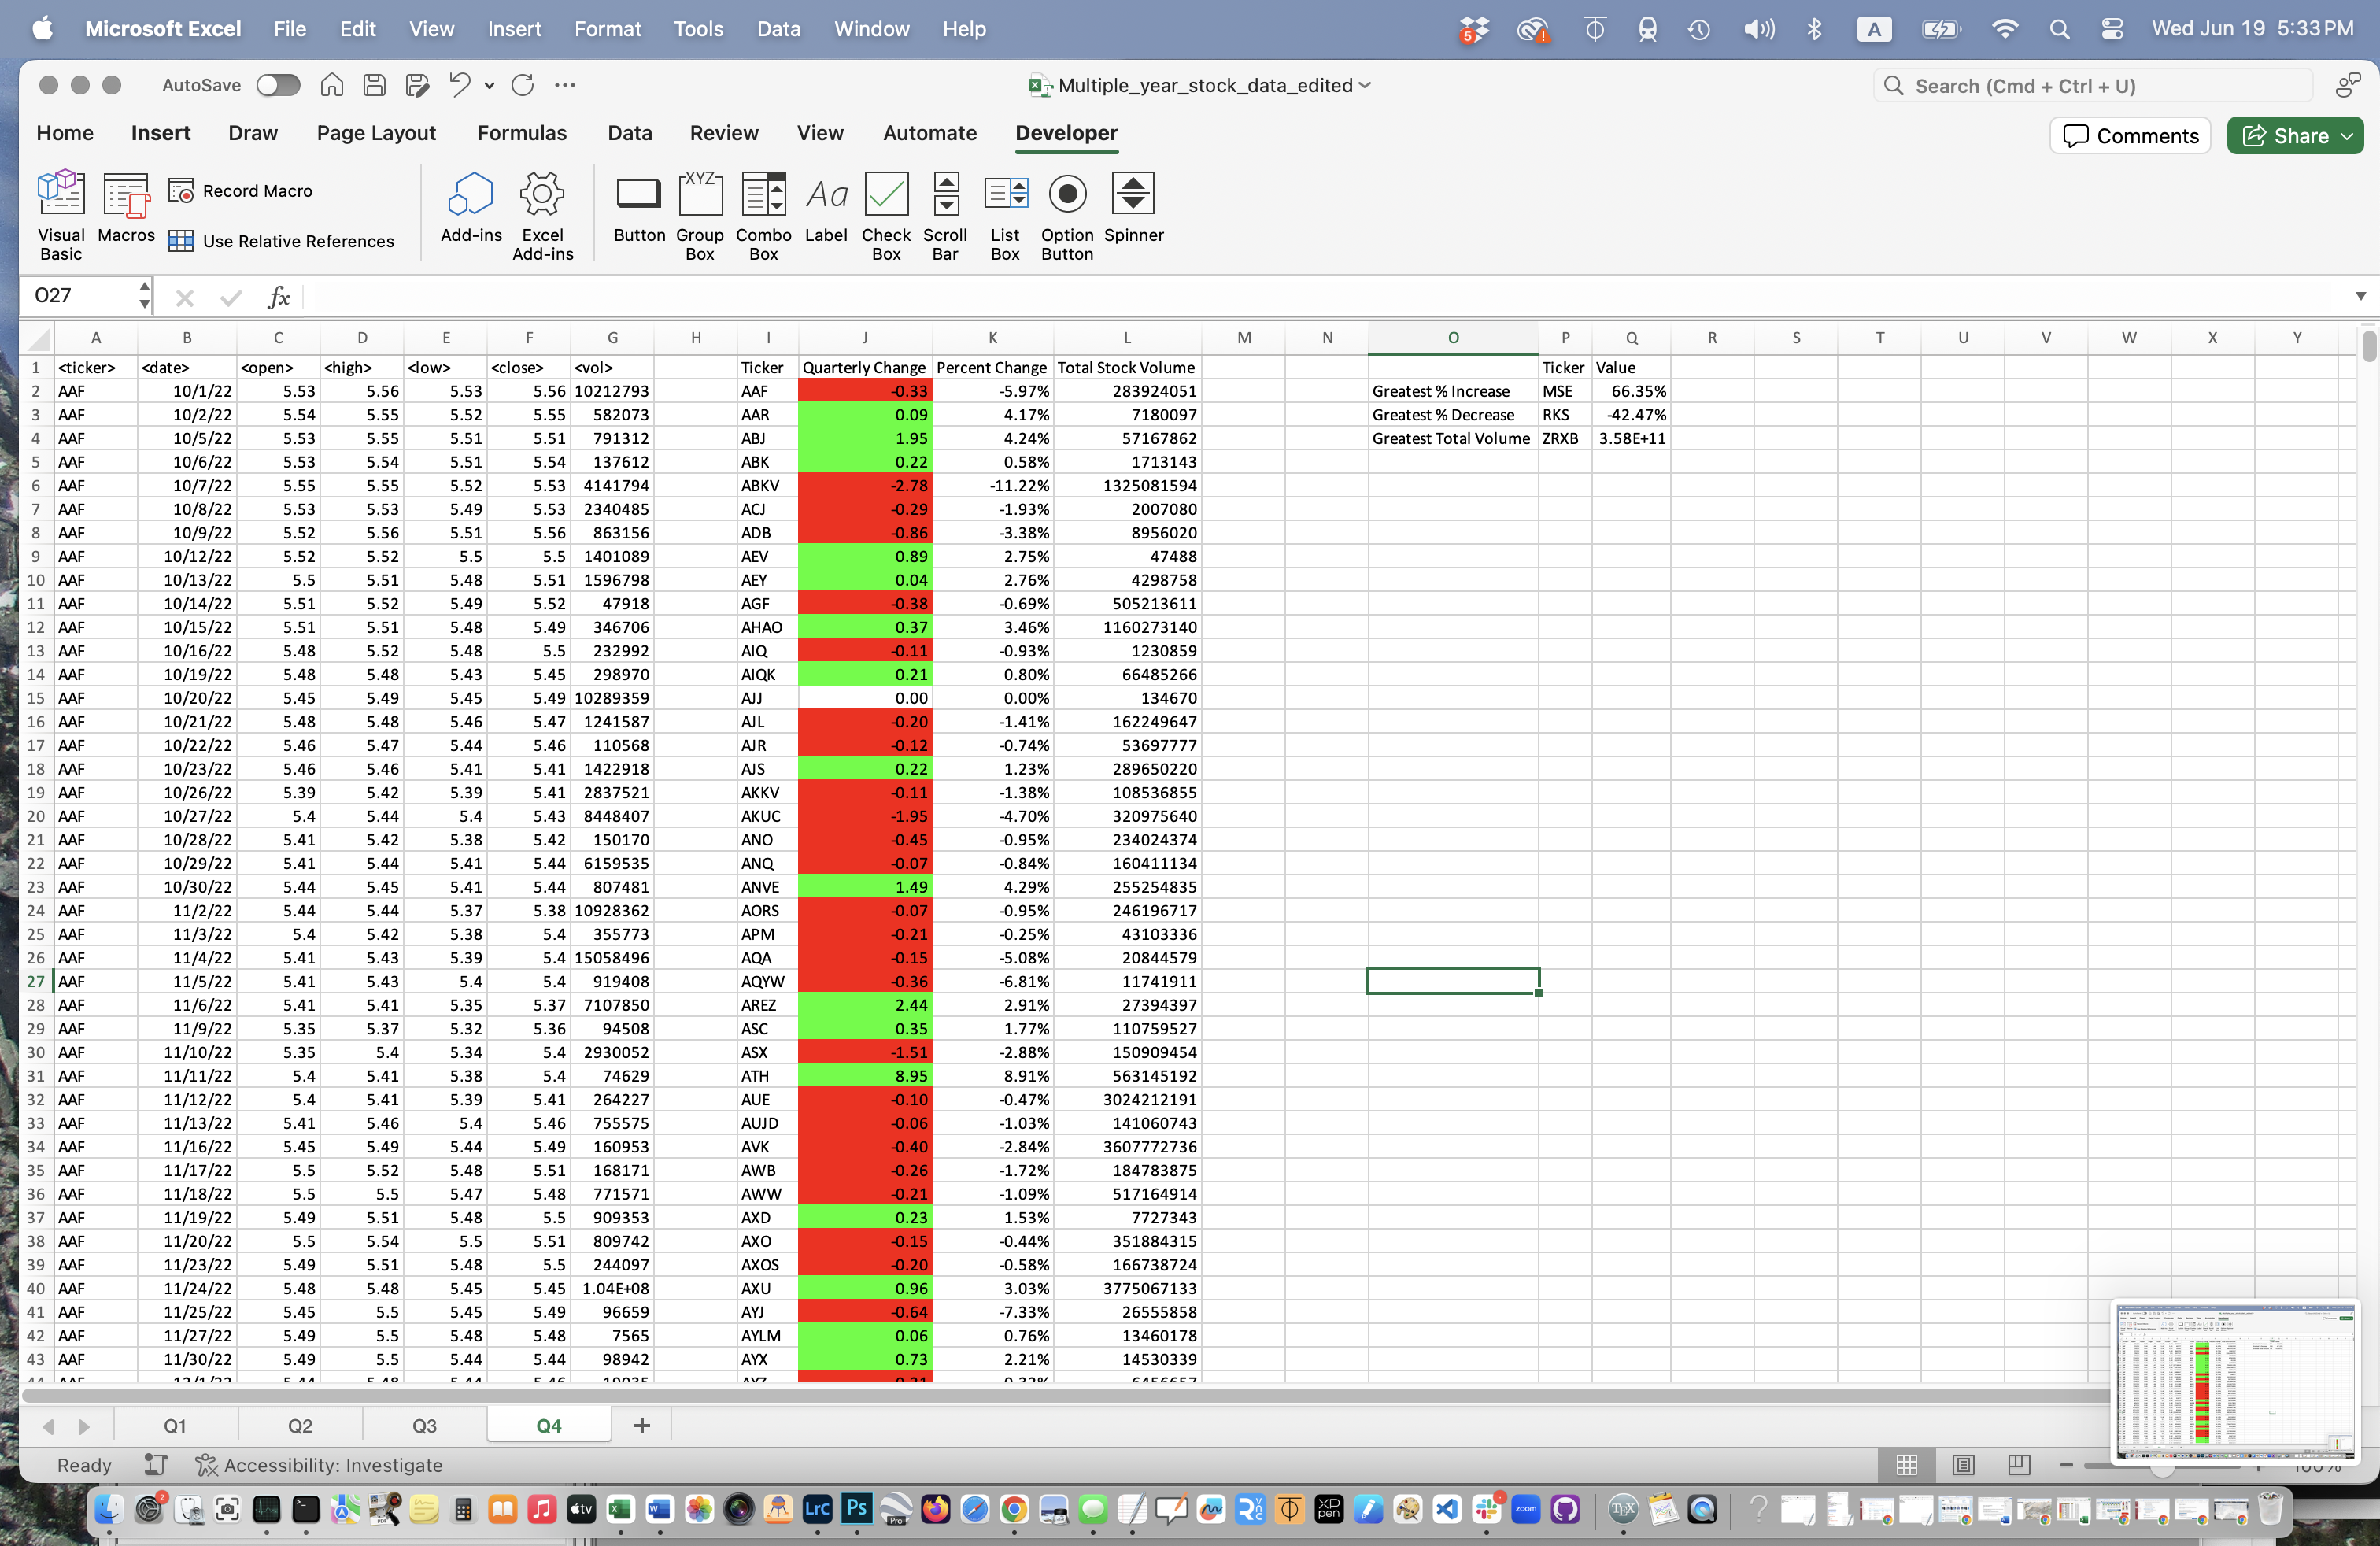 Microsoft Excel File Edit View Insert Format Tools Data Window Help 5 A Wed Jun 19 5:33 PM
AutoSave Multiple_year_stock_data_edited Search (Cmd + Ctrl + U)
Home Insert Draw Page Layout Formulas Data Review View Automate Developer Comments Share
Record Macro
Use Relative References
Visual Basic Macros Add-ins Excel Add-ins Button XYZ Group Box Combo Box Aa Label Check Box Scroll Bar List Box Option Button Spinner
O27 fx
A B C D E F G H I J K L M N O P Q R S T U V W X Y
1 <ticker> <date> <open> <high> <low> <close> <vol> Ticker Quarterly Change Percent Change Total Stock Volume Ticker Value
2 AAF 10/1/22 5.53 5.56 5.53 5.56 10212793 AAF -0.33 -5.97% 283924051 Greatest % Increase MSE 66.35%
3 AAF 10/2/22 5.54 5.55 5.52 5.55 582073 AAR 0.09 4.17% 7180097 Greatest % Decrease RKS -42.47%
4 AAF 10/5/22 5.53 5.55 5.51 5.51 791312 ABJ 1.95 4.24% 57167862 Greatest Total Volume ZRXB 3.58E+11
5 AAF 10/6/22 5.53 5.54 5.51 5.54 137612 ABK 0.22 0.58% 1713143
6 AAF 10/7/22 5.55 5.55 5.52 5.53 4141794 ABKV -2.78 -11.22% 1325081594
7 AAF 10/8/22 5.53 5.53 5.49 5.53 2340485 ACJ -0.29 -1.93% 2007080
8 AAF 10/9/22 5.52 5.56 5.51 5.56 863156 ADB -0.86 -3.38% 8956020
9 AAF 10/12/22 5.52 5.52 5.5 5.5 1401089 AEV 0.89 2.75% 47488
10 AAF 10/13/22 5.5 5.51 5.48 5.51 1596798 AEY 0.04 2.76% 4298758
11 AAF 10/14/22 5.51 5.52 5.49 5.52 47918 AGF -0.38 -0.69% 505213611
12 AAF 10/15/22 5.51 5.51 5.48 5.49 346706 AHAO 0.37 3.46% 1160273140
13 AAF 10/16/22 5.48 5.52 5.48 5.5 232992 AIQ -0.11 -0.93% 1230859
14 AAF 10/19/22 5.48 5.48 5.43 5.45 298970 AIQK 0.21 0.80% 66485266
15 AAF 10/20/22 5.45 5.49 5.45 5.49 10289359 AJJ 0.00 0.00% 134670
16 AAF 10/21/22 5.48 5.48 5.46 5.47 1241587 AJL -0.20 -1.41% 162249647
17 AAF 10/22/22 5.46 5.47 5.44 5.46 110568 AJR -0.12 -0.74% 53697777
18 AAF 10/23/22 5.46 5.46 5.41 5.41 1422918 AJS 0.22 1.23% 289650220
19 AAF 10/26/22 5.39 5.42 5.39 5.41 2837521 AKKV -0.11 -1.38% 108536855
20 AAF 10/27/22 5.4 5.44 5.4 5.43 8448407 AKUC -1.95 -4.70% 320975640
21 AAF 10/28/22 5.41 5.42 5.38 5.42 150170 ANO -0.45 -0.95% 234024374
22 AAF 10/29/22 5.41 5.44 5.41 5.44 6159535 ANQ -0.07 -0.84% 160411134
23 AAF 10/30/22 5.44 5.45 5.41 5.44 807481 ANVE 1.49 4.29% 255254835
24 AAF 11/2/22 5.44 5.44 5.37 5.38 10928362 AORS -0.07 -0.95% 246196717
25 AAF 11/3/22 5.4 5.42 5.38 5.4 355773 APM -0.21 -0.25% 43103336
26 AAF 11/4/22 5.41 5.43 5.39 5.4 15058496 AQA -0.15 -5.08% 20844579
27 AAF 11/5/22 5.41 5.43 5.4 5.4 919408 AQYW -0.36 -6.81% 11741911
28 AAF 11/6/22 5.41 5.41 5.35 5.37 7107850 AREZ 2.44 2.91% 27394397
29 AAF 11/9/22 5.35 5.37 5.32 5.36 94508 ASC 0.35 1.77% 110759527
30 AAF 11/10/22 5.35 5.4 5.34 5.4 2930052 ASX -1.51 -2.88% 150909454
31 AAF 11/11/22 5.4 5.41 5.38 5.4 74629 ATH 8.95 8.91% 563145192
32 AAF 11/12/22 5.4 5.41 5.39 5.41 264227 AUE -0.10 -0.47% 3024212191
33 AAF 11/13/22 5.41 5.46 5.4 5.46 755575 AUJD -0.06 -1.03% 141060743
34 AAF 11/16/22 5.45 5.49 5.44 5.49 160953 AVK -0.40 -2.84% 3607772736
35 AAF 11/17/22 5.5 5.52 5.48 5.51 168171 AWB -0.26 -1.72% 184783875
36 AAF 11/18/22 5.5 5.5 5.47 5.48 771571 AWW -0.21 -1.09% 517164914
37 AAF 11/19/22 5.49 5.51 5.48 5.5 909353 AXD 0.23 1.53% 7727343
38 AAF 11/20/22 5.5 5.54 5.5 5.51 809742 AXO -0.15 -0.44% 351884315
39 AAF 11/23/22 5.49 5.51 5.48 5.5 244097 AXOS -0.20 -0.58% 166738724
40 AAF 11/24/22 5.48 5.48 5.45 5.45 1.04E+08 AXU 0.96 3.03% 3775067133
41 AAF 11/25/22 5.45 5.5 5.45 5.49 96659 AYJ -0.64 -7.33% 26555858
42 AAF 11/27/22 5.49 5.5 5.48 5.48 7565 AYLM 0.06 0.76% 13460178
43 AAF 11/30/22 5.49 5.5 5.44 5.44 98942 AYX 0.73 2.21% 14530339
Q1 Q2 Q3 Q4 +
Ready Accessibility: Investigate 100%
2 tv LrC Ps Pro XP pen zoom TEX